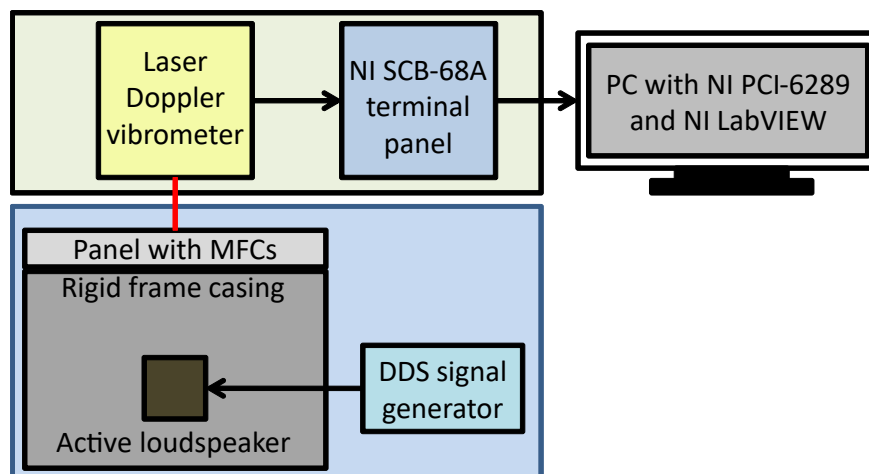 Laser
Doppler
vibrometer
NI SCB-68A
terminal
panel
PC with NI PCI-6289
and NI LabVIEW
Panel with MFCs
Rigid frame casing
DDS signal
generator
Active loudspeaker